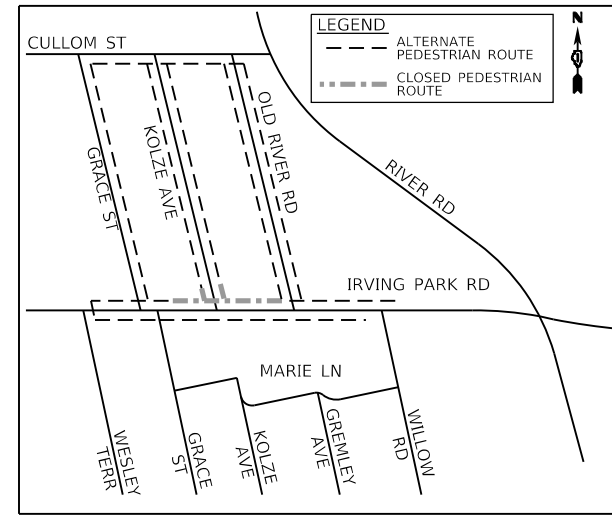 CULLOM ST
LEGEND
ALTERNATE
PEDESTRIAN ROUTE
CLOSED PEDESTRIAN
ROUTE
N
GRACE ST
KOLZE AVE
OLD RIVER RD
RIVER RD
IRVING PARK RD
MARIE LN
WESLEY
TERR
GRACE
ST
KOLZE
AVE
GREMLEY
AVE
WILLOW
RD